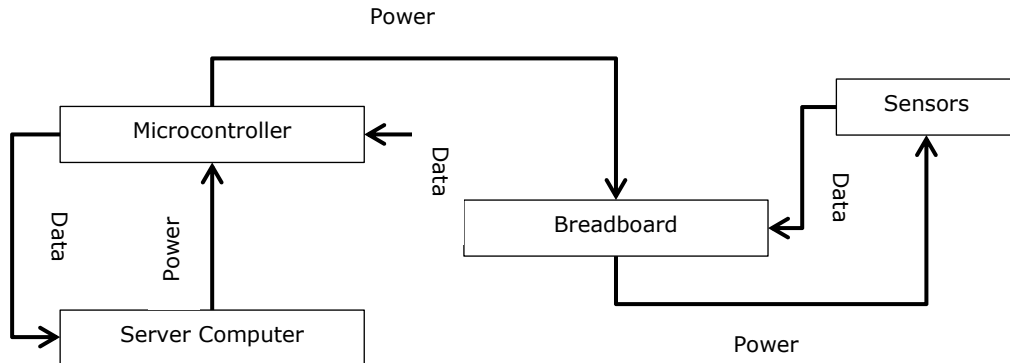 Power
Sensors
Microcontroller
Data
Data
Data
Power
Breadboard
Server Computer
Power